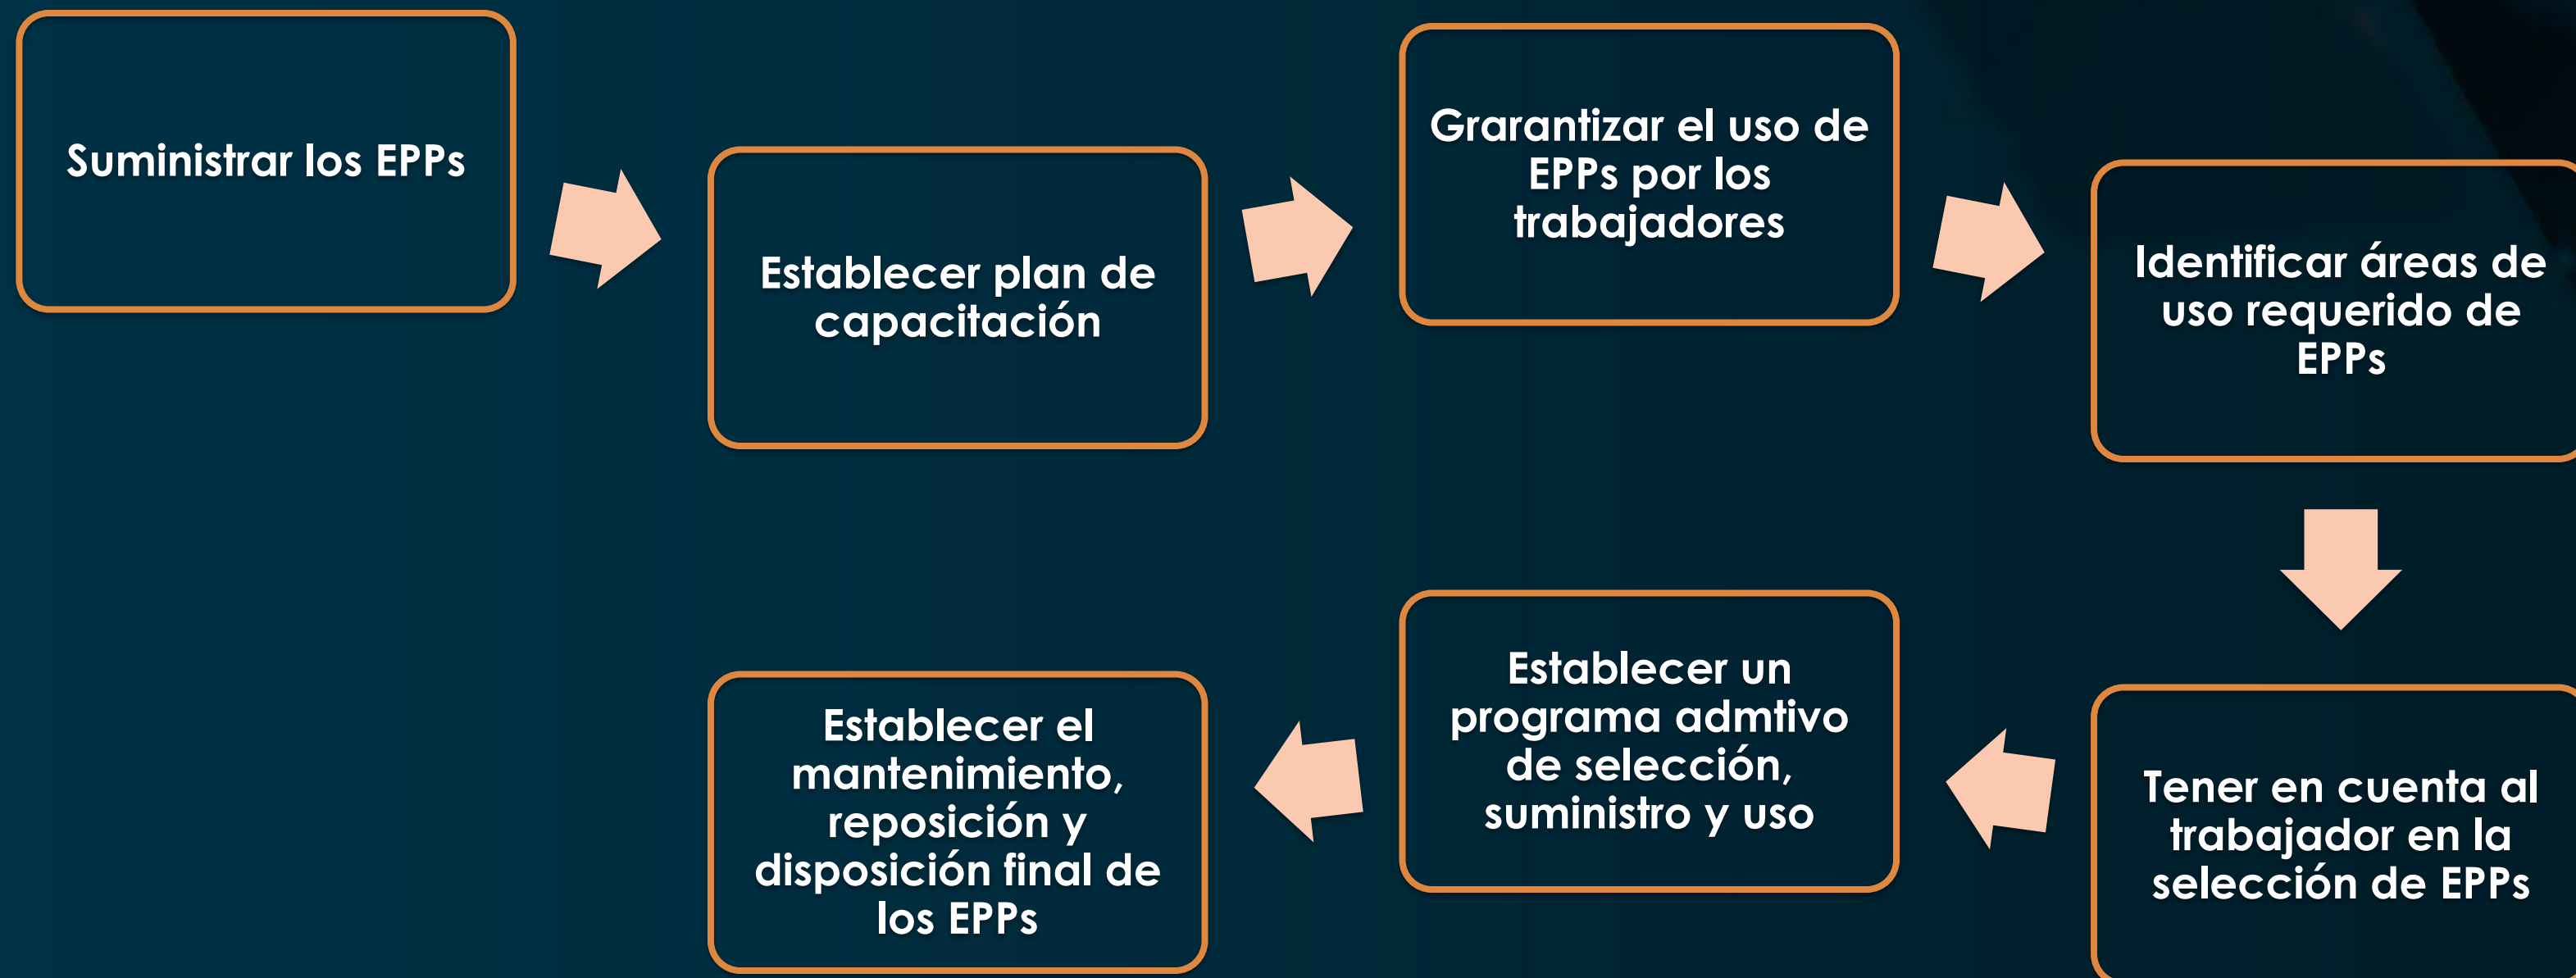 Suministrar los EPPs
Establecer plan de
capacitación
Grarantizar el uso de
EPPs por los
trabajadores
Identificar áreas de
uso requerido de
EPPs
Tener en cuenta al
trabajador en la
selección de EPPs
Establecer un
programa admtivo
de selección,
suministro y uso
Establecer el
mantenimiento,
reposición y
disposición final de
los EPPs